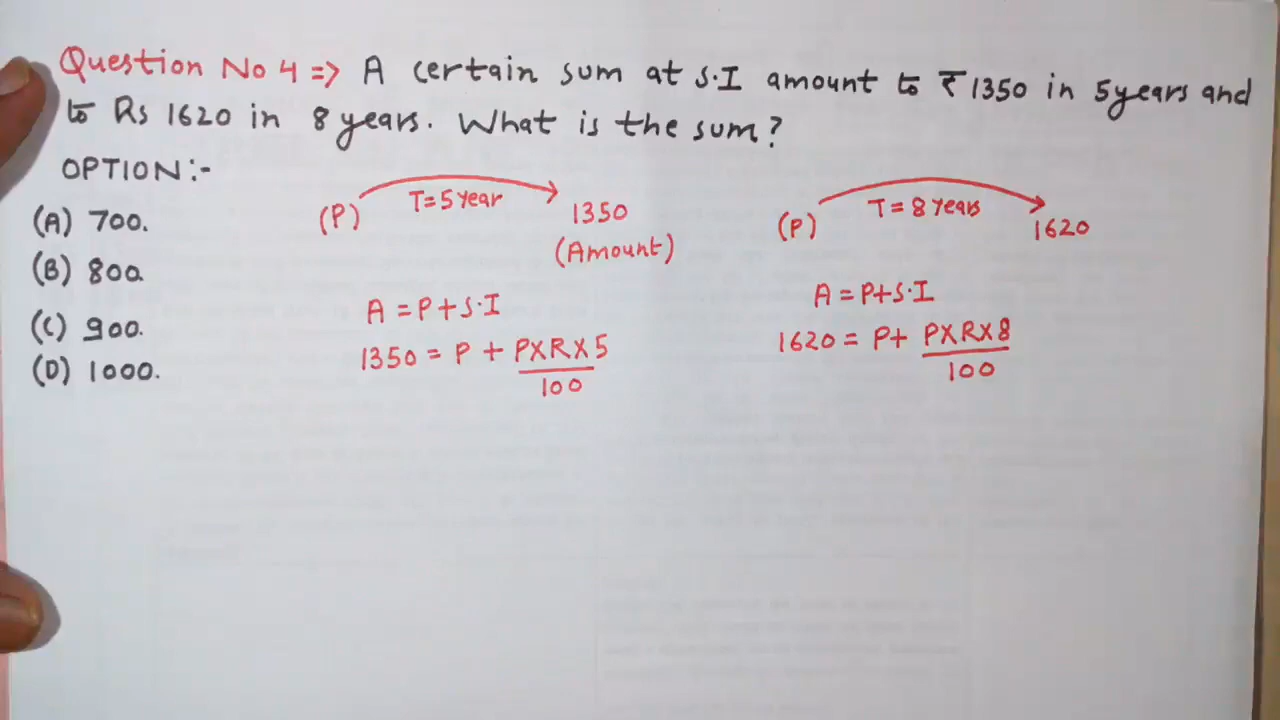 Question No 4 => A certain sum at S.I amount to ₹ 1350 in 5 years and
to Rs 1620 in 8 years. What is the sum?
OPTION:-
(A) 700.
(B) 800.
(C) 900.
(D) 1000.
(P) T = 5 Year 1350
(Amount)
A = P + S.I
1350 = P + PXRX5
100
(P) T = 8 Years 1620
A = P+S.I
1620 = P+ PXRX8
100